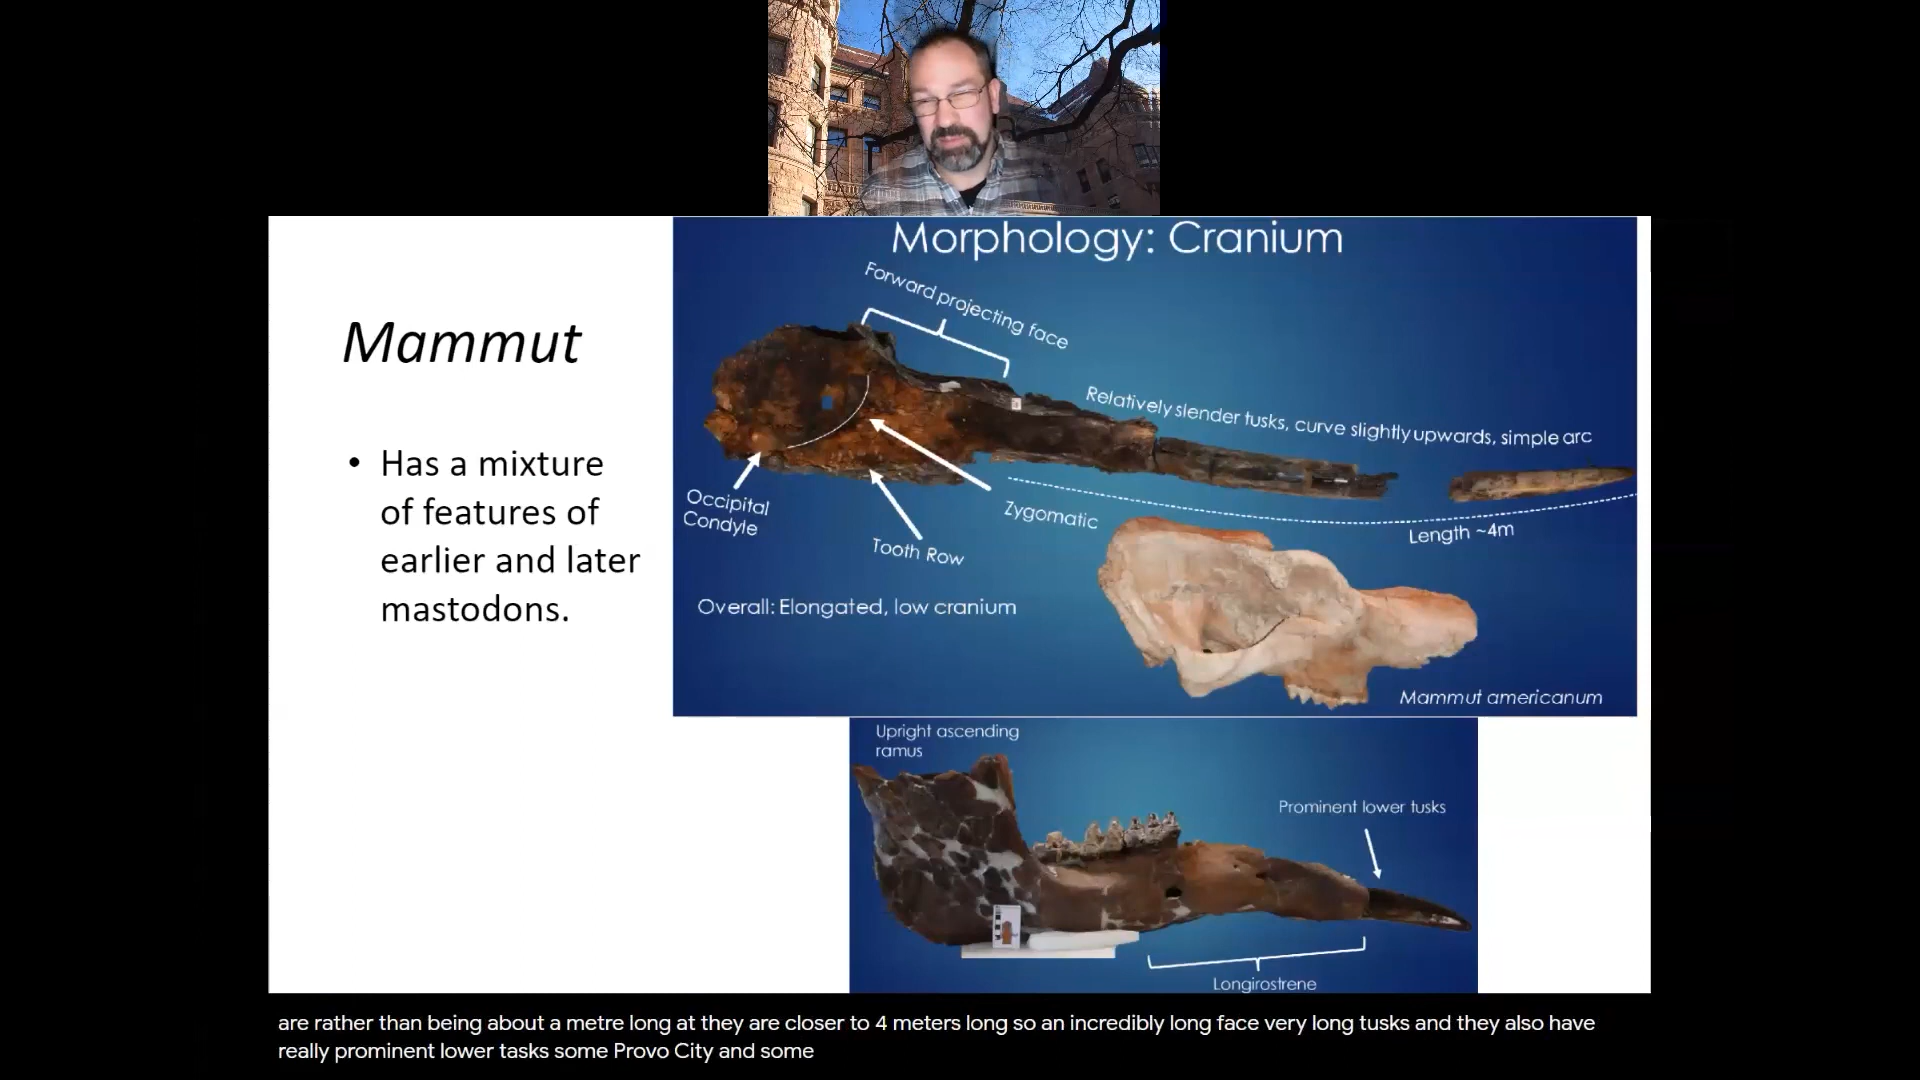 Morphology: Cranium
Forward projecting face
Mammut
Relatively slender tusks, curve slightly upwards, simple arc
• Has a mixture
of features of
earlier and later
mastodons.
Occipital
Condyle
Zygomatic
Tooth Row
Length ~4m
Overall: Elongated, low cranium
Mammut americanum
Upright ascending
ramus
Prominent lower tusks
Longirostrene
are rather than being about a metre long at they are closer to 4 meters long so an incredibly long face very long tusks and they also have
really prominent lower tasks some Provo City and some